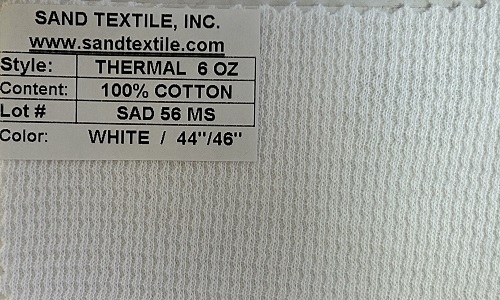 SAND TEXTILE, INC.
www.sandtextile.com
Style: THERMAL 6 OZ
Content: 100% COTTON
Lot # SAD 56 MS
Color: WHITE / 44"/46"